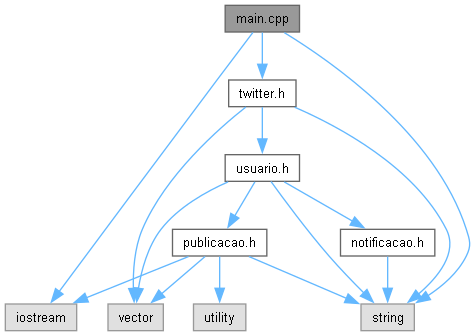 main.cpp
twitter.h
usuario.h
publicacao.h
notificacao.h
iostream
vector
utility
string